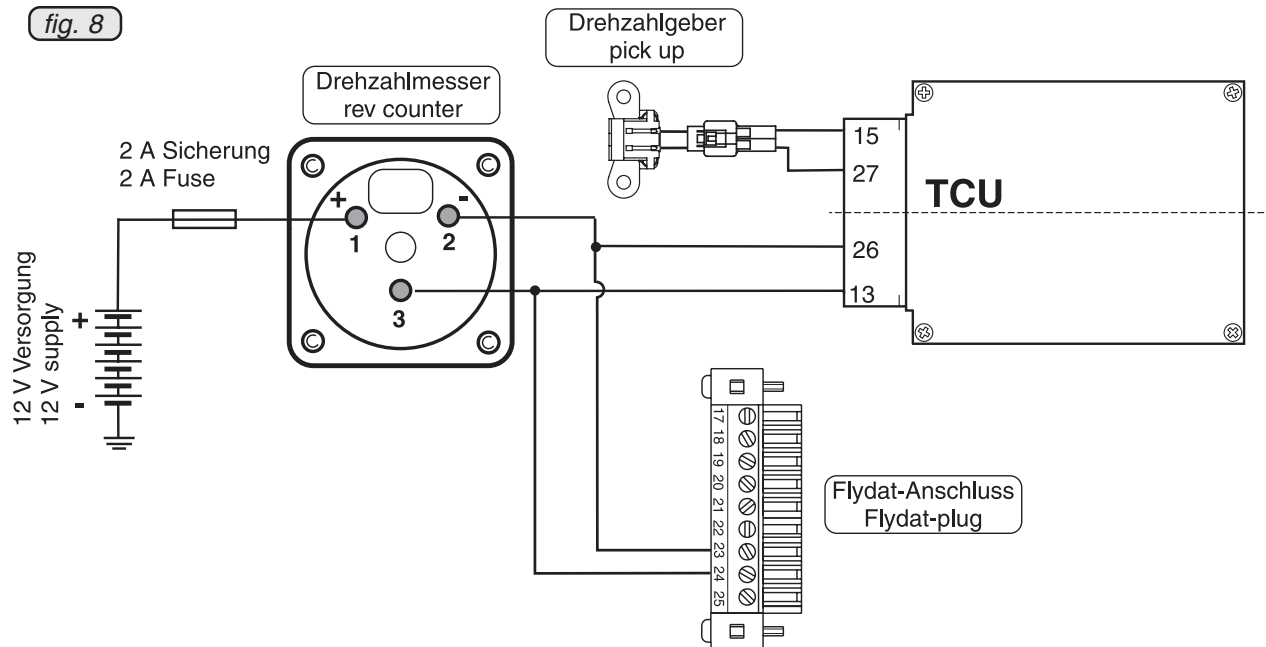 fig. 8
Drehzahlgeber
pick up
Drehzahlmesser
rev counter
2 A Sicherung
2 A Fuse
+
-
1
2
3
12 V Versorgung
12 V supply
+
-
15
27
TCU
26
13
17
18
19
20
21
22
23
24
25
Flydat-Anschluss
Flydat-plug